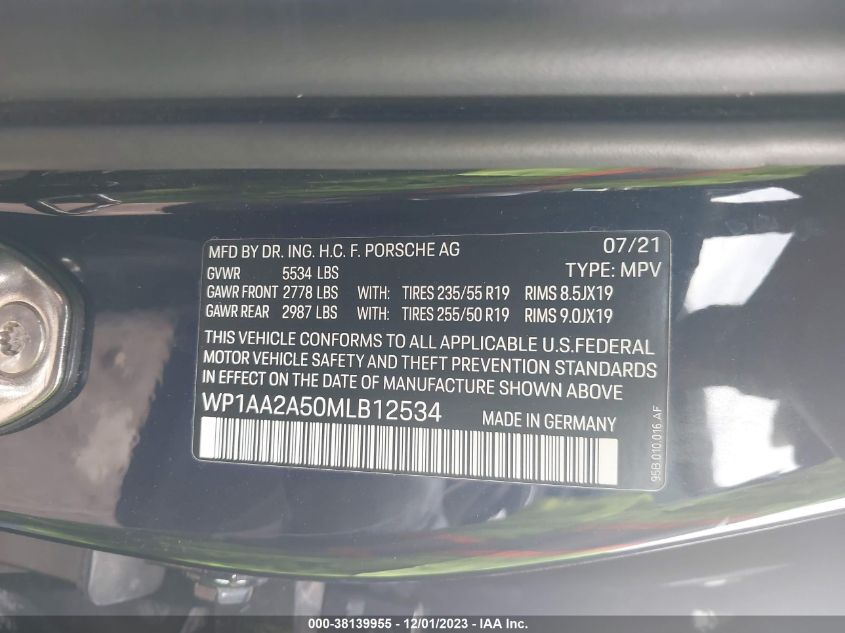 MFD BY DR. ING. H.C. F. PORSCHE AG 07/21
GVWR 5534 LBS TYPE: MPV
GAWR FRONT 2778 LBS WITH: TIRES 235/55 R19 RIMS 8.5JX19
GAWR REAR 2987 LBS WITH: TIRES 255/50 R19 RIMS 9.0JX19
THIS VEHICLE CONFORMS TO ALL APPLICABLE U.S.FEDERAL
MOTOR VEHICLE SAFETY AND THEFT PREVENTION STANDARDS
IN EFFECT ON THE DATE OF MANUFACTURE SHOWN ABOVE
WP1AA2A50MLB12534 MADE IN GERMANY
95B.010.016 AF
000-38139955 - 12/01/2023 - IAA Inc.